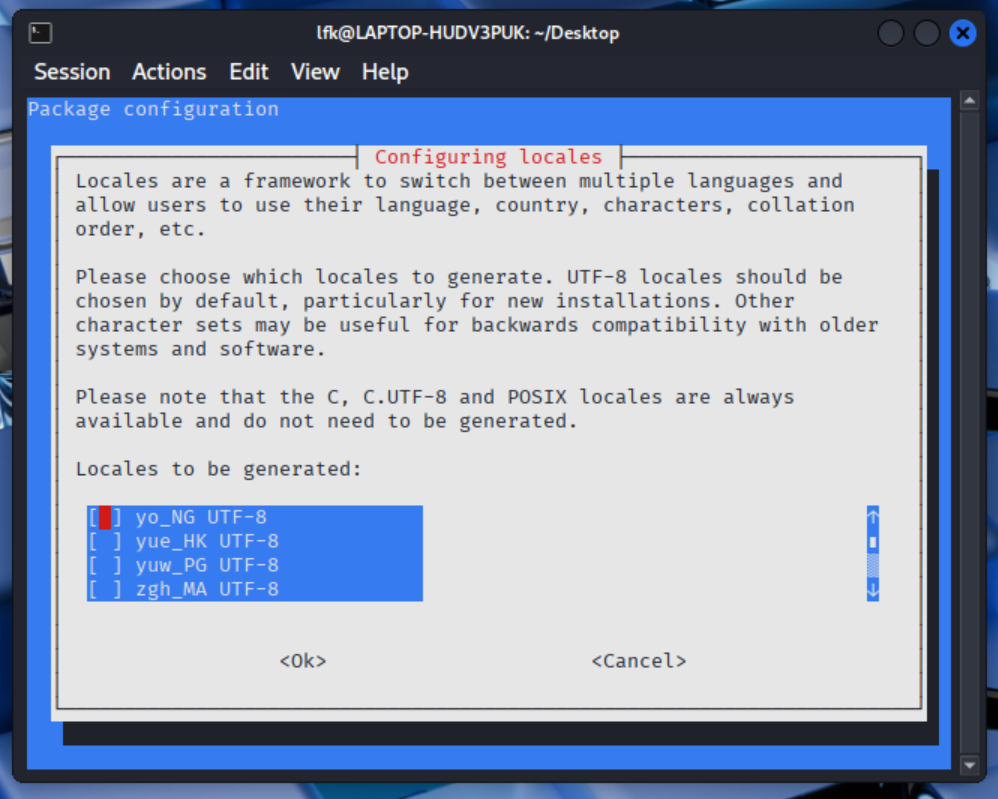 lfk@LAPTOP-HUDV3PUK: ~/Desktop
Session Actions Edit View Help
Package configuration
Configuring locales
Locales are a framework to switch between multiple languages and
allow users to use their language, country, characters, collation
order, etc.
Please choose which locales to generate. UTF-8 locales should be
chosen by default, particularly for new installations. Other
character sets may be useful for backwards compatibility with older
systems and software.
Please note that the C, C.UTF-8 and POSIX locales are always
available and do not need to be generated.
Locales to be generated:
[ ] yo_NG UTF-8
[ ] yue_HK UTF-8
[ ] yuw_PG UTF-8
[ ] zgh_MA UTF-8
<Ok> <Cancel>